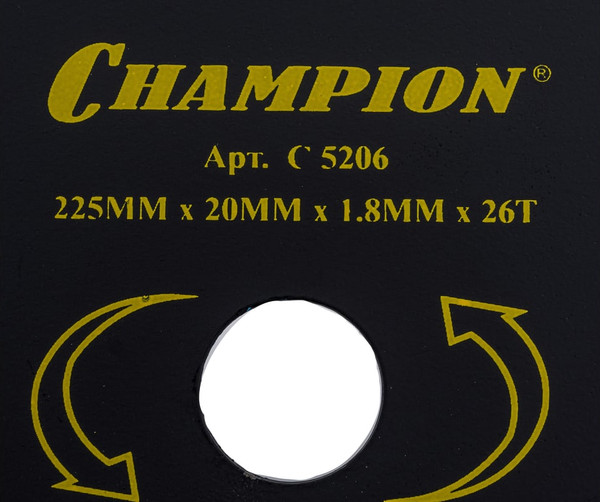 CHAMPION®
Арт. C 5206
225MM x 20MM x 1.8MM x 26T